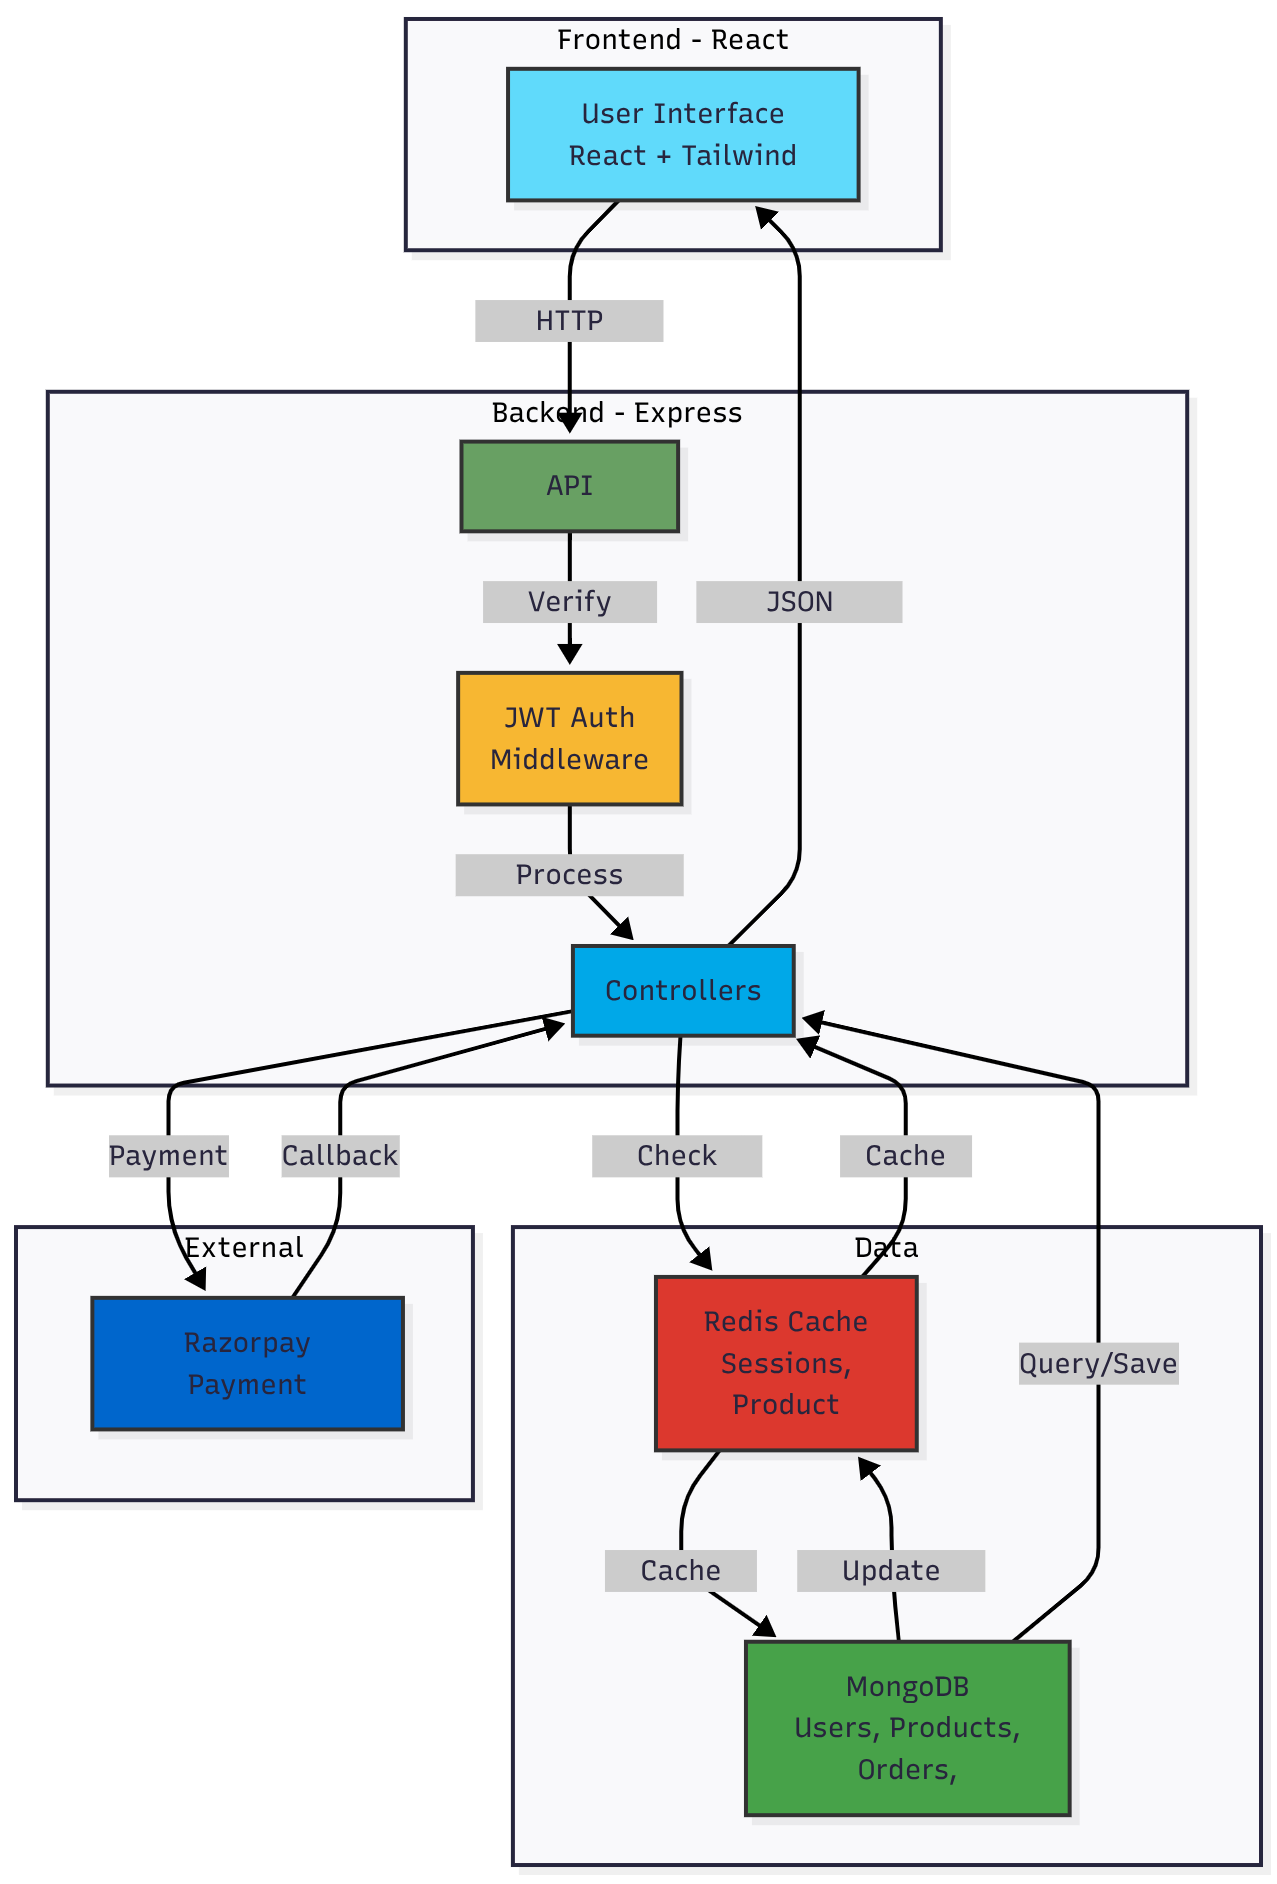 Frontend - React
User Interface
React + Tailwind
HTTP
Backend - Express
API
Verify
JSON
JWT Auth
Middleware
Process
Controllers
Payment
Callback
Check
Cache
External
Data
Razorpay
Payment
Redis Cache
Sessions,
Product
Query/Save
Cache
Update
MongoDB
Users, Products,
Orders,